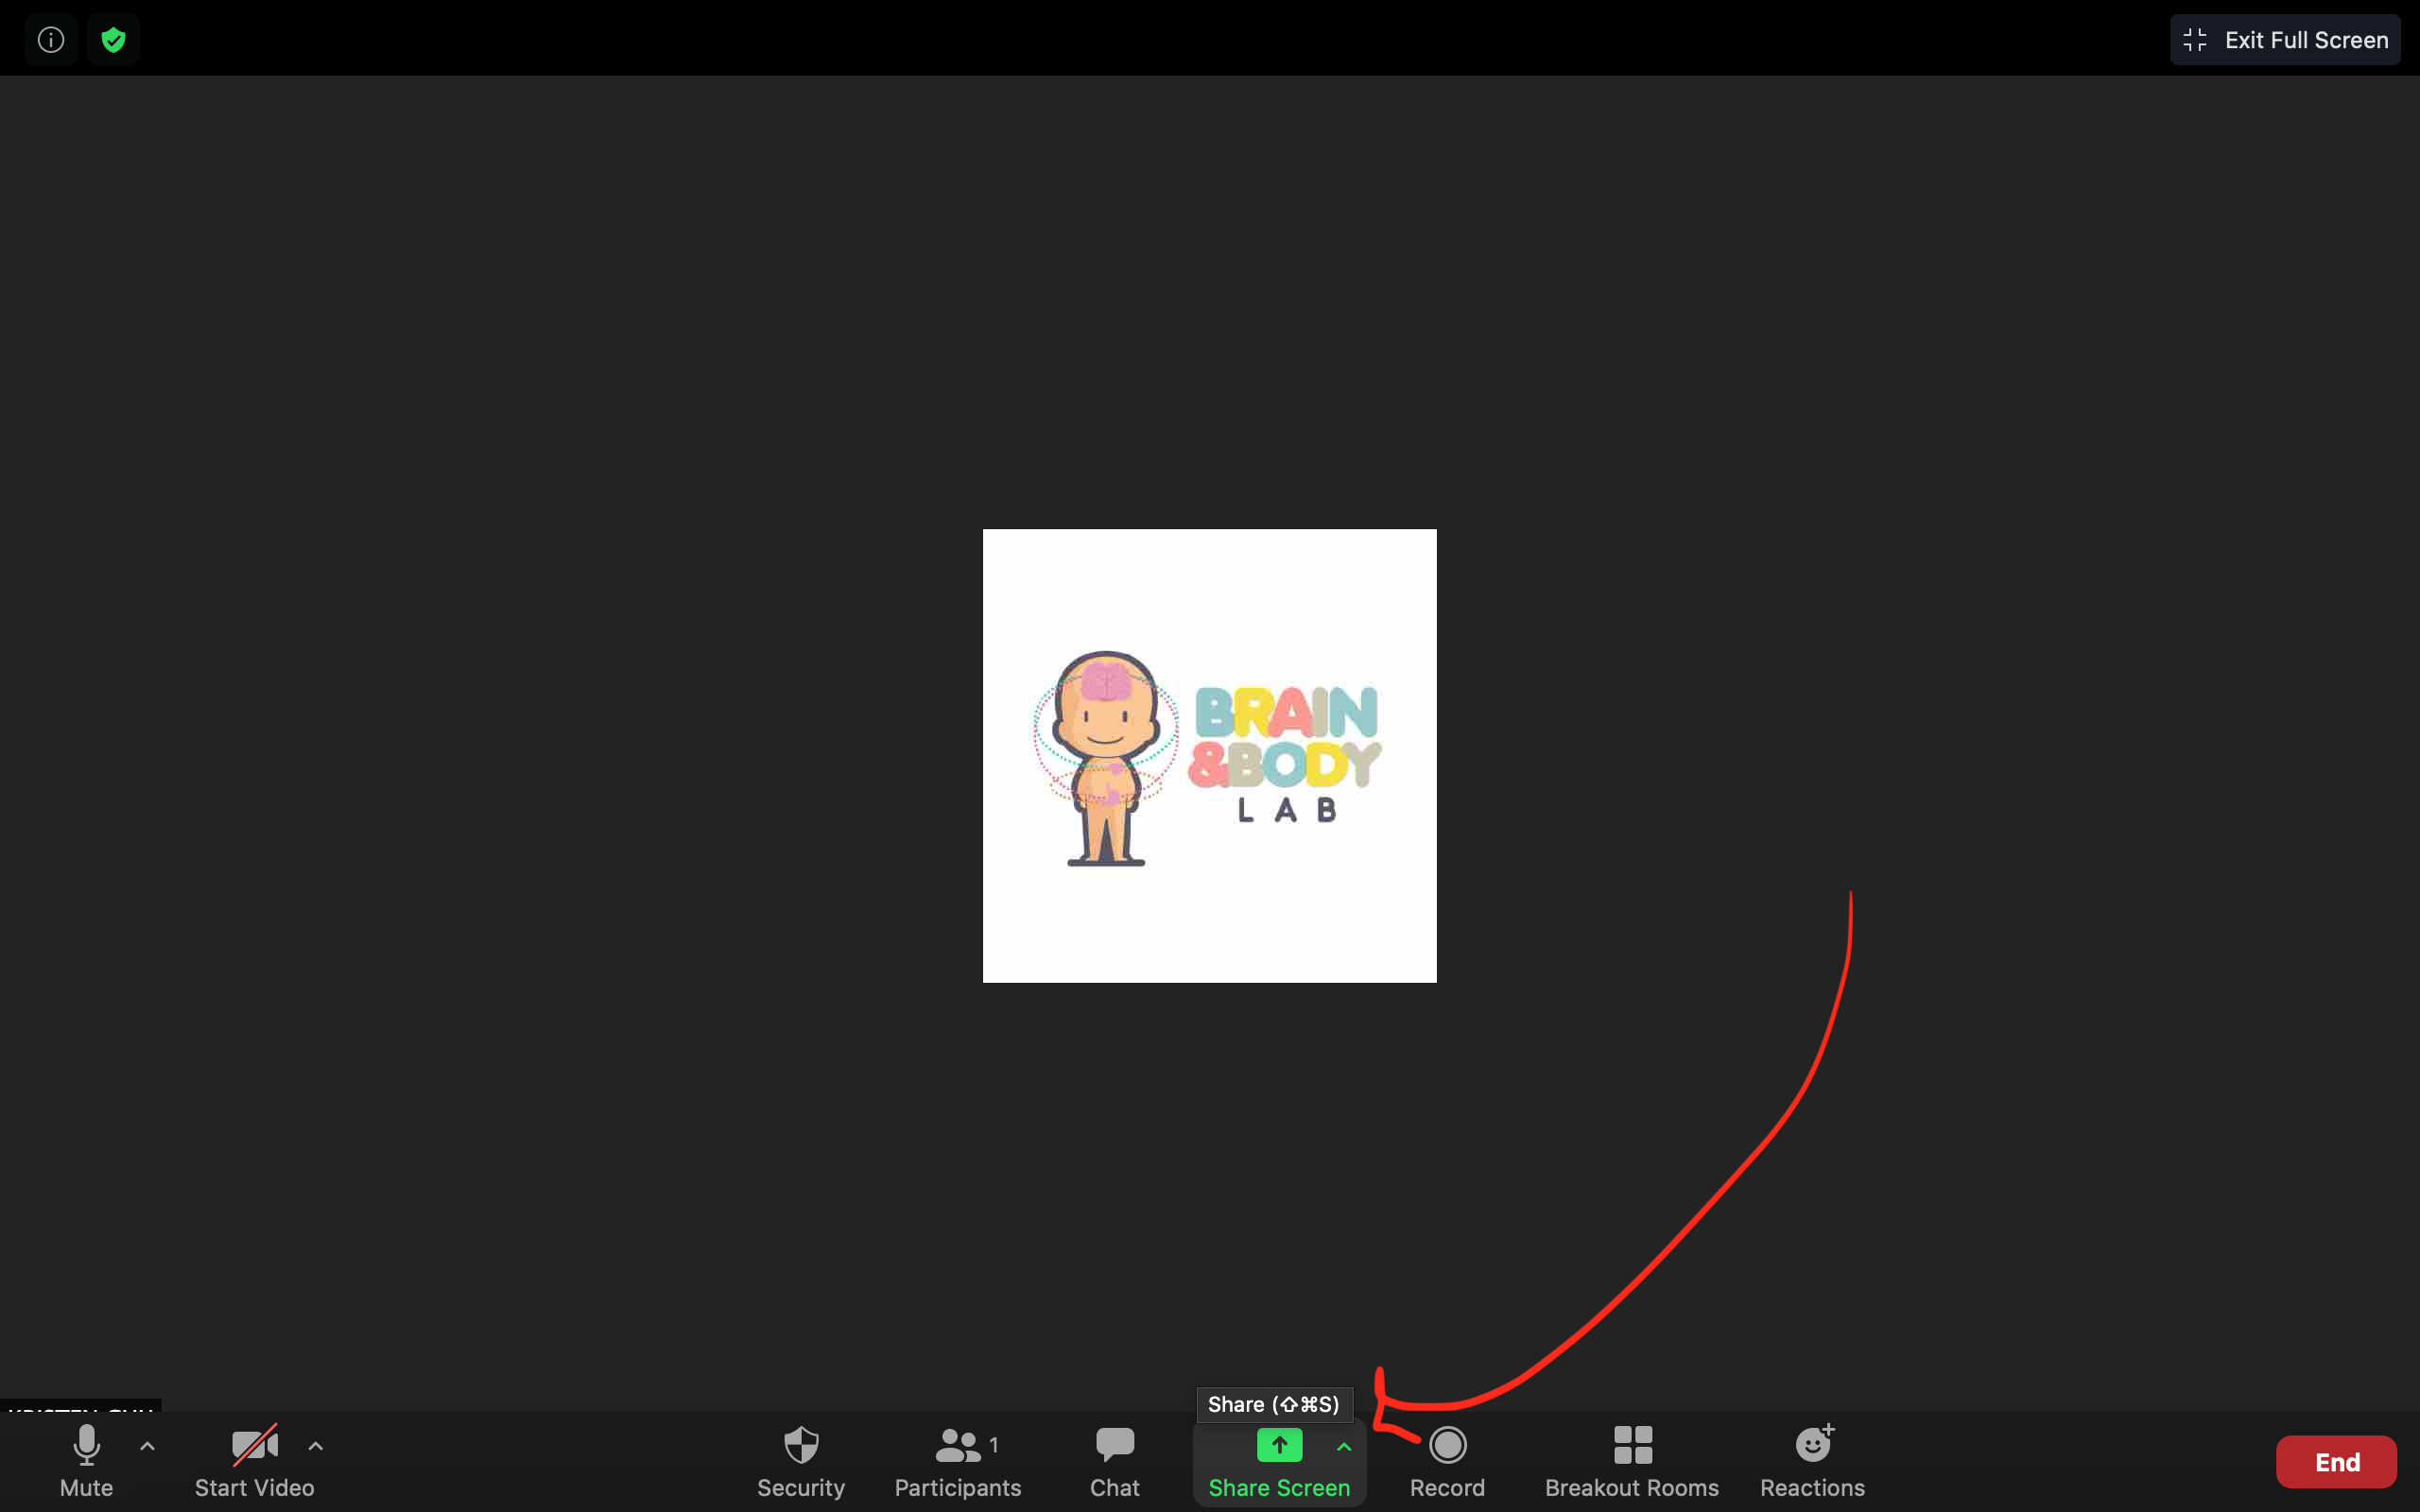 Exit Full Screen
BRAIN
&BODY
LAB
Share (⇧⌘S)
1
Mute
Start Video
Security
Participants
Chat
Share Screen
Record
Breakout Rooms
Reactions
End